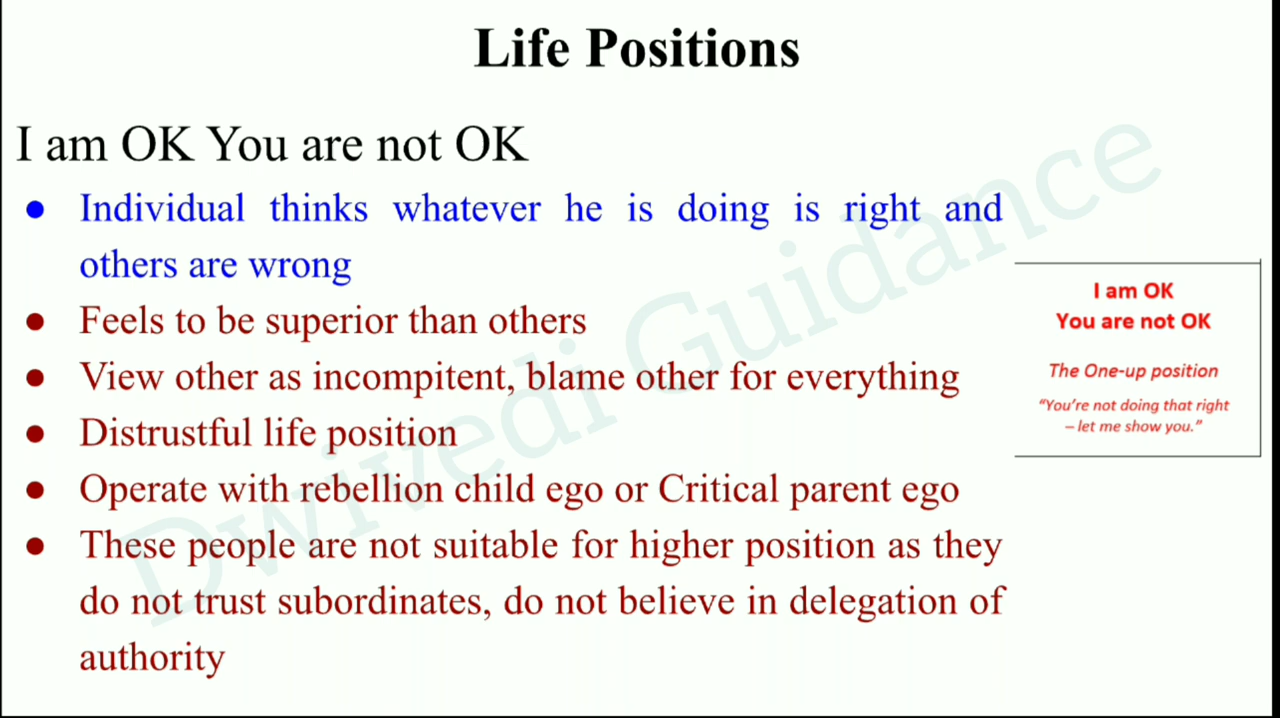 Life Positions
I am OK You are not OK
● Individual thinks whatever he is doing is right and
others are wrong
● Feels to be superior than others
● View other as incompitent, blame other for everything
● Distrustful life position
● Operate with rebellion child ego or Critical parent ego
● These people are not suitable for higher position as they
do not trust subordinates, do not believe in delegation of
authority
I am OK
You are not OK
The One-up position
“You’re not doing that right
– let me show you.”
Dwivedi Guidance